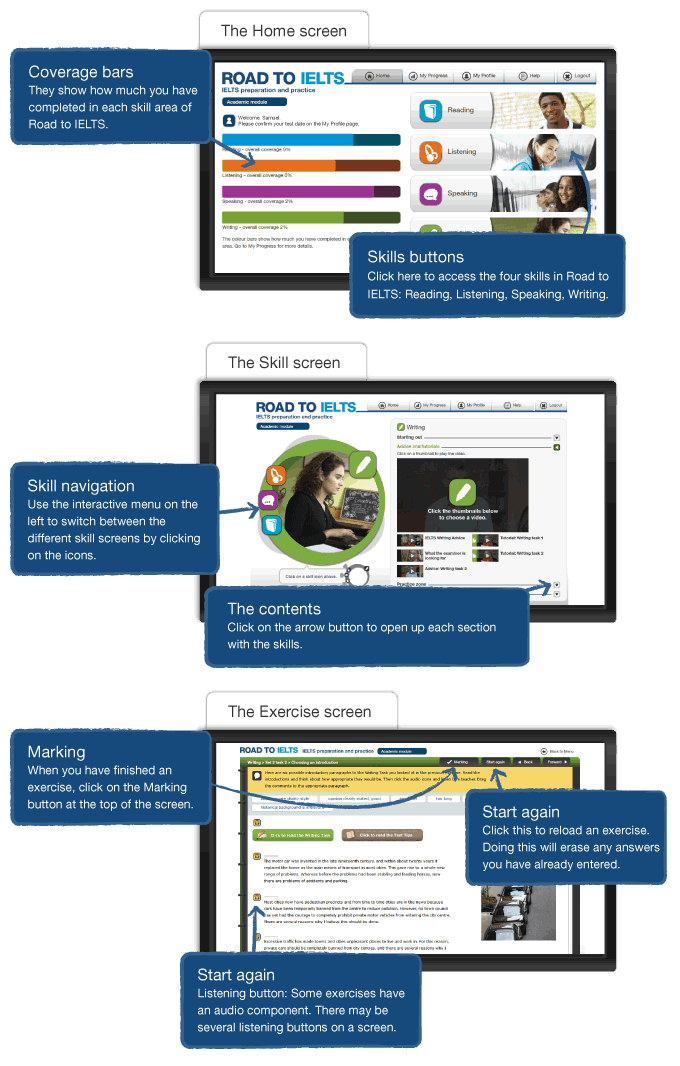 The Home screen
Coverage bars
They show how much you have
completed in each skill area of
Road to IELTS.
ROAD TO IELTS
IELTS preparation and practice
Academic module
Home
My Progress
My Profile
Help
Logout
Welcome, Samuel.
Please confirm your test date on the My Profile page.
Reading - overall coverage 0%
Listening - overall coverage 0%
Speaking - overall coverage 2%
Writing - overall coverage 2%
The colour bars show how much you have completed in
area. Go to My Progress for more details.
Reading
Listening
Speaking
Skills buttons
Click here to access the four skills in Road to
IELTS: Reading, Listening, Speaking, Writing.
The Skill screen
ROAD TO IELTS
IELTS preparation and practice
Academic module
Home
My Progress
My Profile
Help
Logout
Writing
Starting out
Advice and tutorials
Click on a thumbnail to play the video.
Click the thumbnails below
to choose a video.
IELTS Writing Advice
Tutorial: Writing task 1
What the examiner is
looking for
Tutorial: Writing task 2
Advice: Writing task 2
Practice zone
Click on a skill icon above.
Skill navigation
Use the interactive menu on the
left to switch between the
different skill screens by clicking
on the icons.
The contents
Click on the arrow button to open up each section
with the skills.
The Exercise screen
ROAD TO IELTS
IELTS preparation and practice
Academic module
Back to Menu
Writing > Set 2 task 2 > Choosing an introduction
Marking
Start again
Back
Forward
Here are six possible introductory paragraphs to the Writing Test you looked at in the previous
Read the
introductions and think about how appropriate they would be. Then click the audio icons and
teacher. Drag
the comments to the appropriate paragraph.
opinion clearly stated, good
too long
historical background is irrelevant
Click to read the Writing Tips
Click to read the Test Tips
The motor car was invented in the late nineteenth century, and within about twenty years it
replaced the horse as the main means of transport in most cities. This gave rise to a whole new
range of problems. Whereas before the problems had been stabling and feeding horses, now
there are problems of accidents and parking.
Most cities now have pedestrian precincts and from time to time cities are in the news because
cars have been temporarily banned from the centre to reduce pollution. However, no town council
has yet had the courage to completely prohibit private motor vehicles from entering the city centre.
There are several reasons why I believe this should be done.
Excessive traffic has made towns and cities unpleasant places to live and work in. For this reason,
private cars should be completely banned from city centres, and there are several reasons why I
Marking
When you have finished an
exercise, click on the Marking
button at the top of the screen.
Start again
Click this to reload an exercise.
Doing this will erase any answers
you have already entered.
Start again
Listening button: Some exercises have
an audio component. There may be
several listening buttons on a screen.